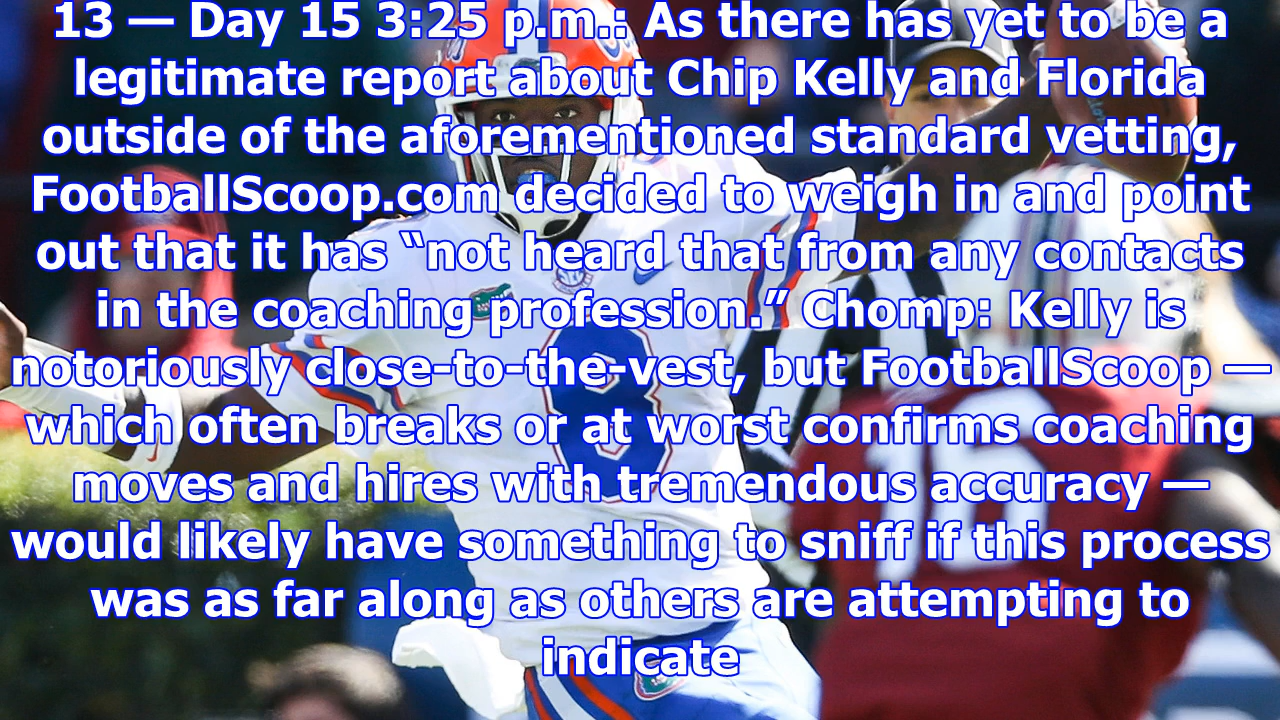 13 — Day 15 3:25 p.m.: As there has yet to be a
legitimate report about Chip Kelly and Florida
outside of the aforementioned standard vetting,
FootballScoop.com decided to weigh in and point
out that it has “not heard that from any contacts
in the coaching profession.” Chomp: Kelly is
notoriously close-to-the-vest, but FootballScoop —
which often breaks or at worst confirms coaching
moves and hires with tremendous accuracy —
would likely have something to sniff if this process
was as far along as others are attempting to
indicate
8
16